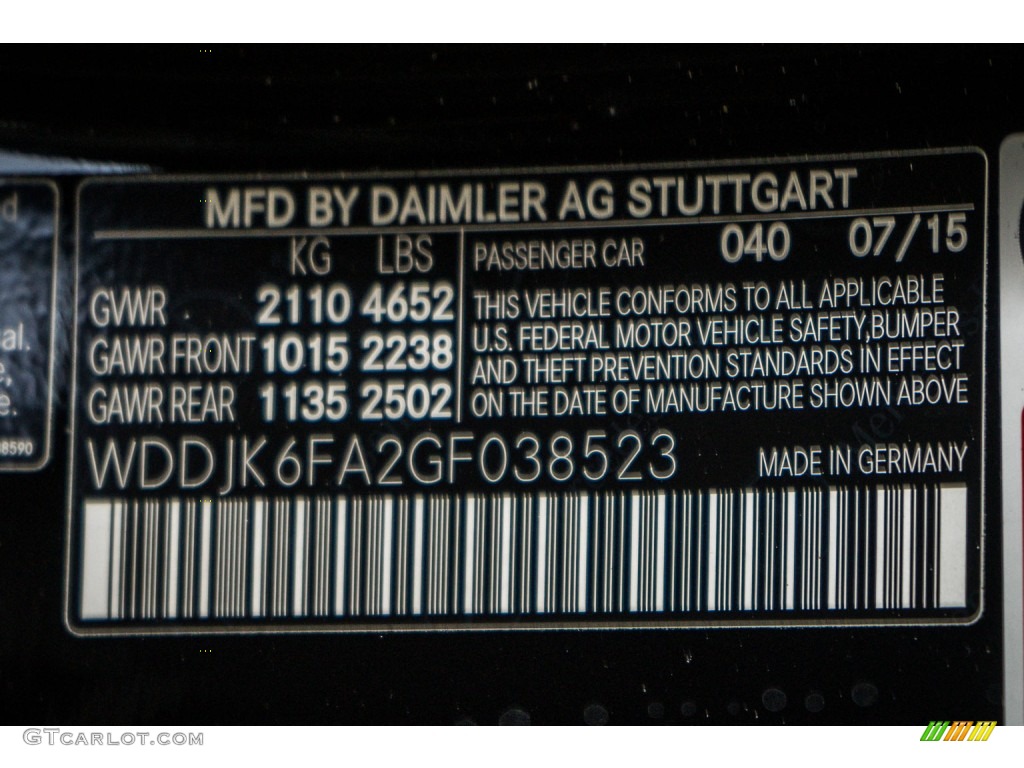 MFD BY DAIMLER AG STUTTGART
KG LBS
GVWR 2110 4652
GAWR FRONT 1015 2238
GAWR REAR 1135 2502
PASSENGER CAR 040 07/15
THIS VEHICLE CONFORMS TO ALL APPLICABLE
U.S. FEDERAL MOTOR VEHICLE SAFETY,BUMPER
AND THEFT PREVENTION STANDARDS IN EFFECT
ON THE DATE OF MANUFACTURE SHOWN ABOVE
WDDJK6FA2GF038523 MADE IN GERMANY
8590
GTCARLOT.COM